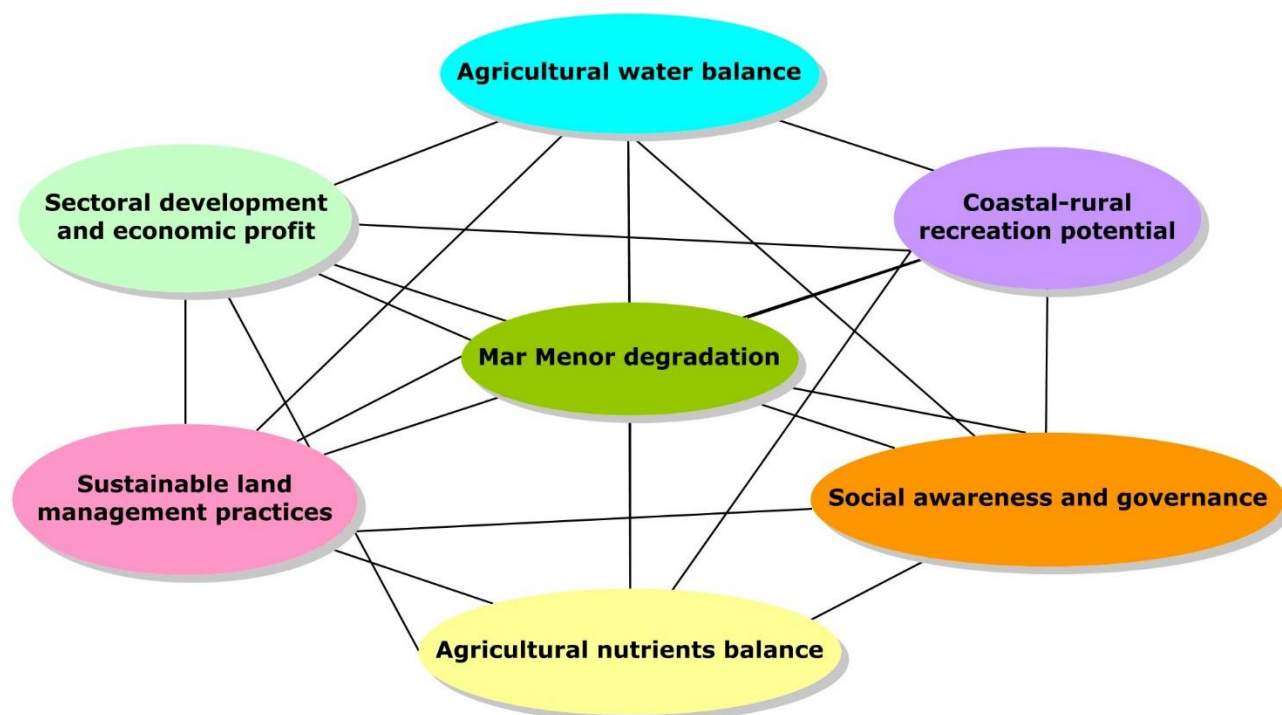 Agricultural water balance
Sectoral development
and economic profit
Coastal-rural
recreation potential
Mar Menor degradation
Sustainable land
management practices
Social awareness and governance
Agricultural nutrients balance